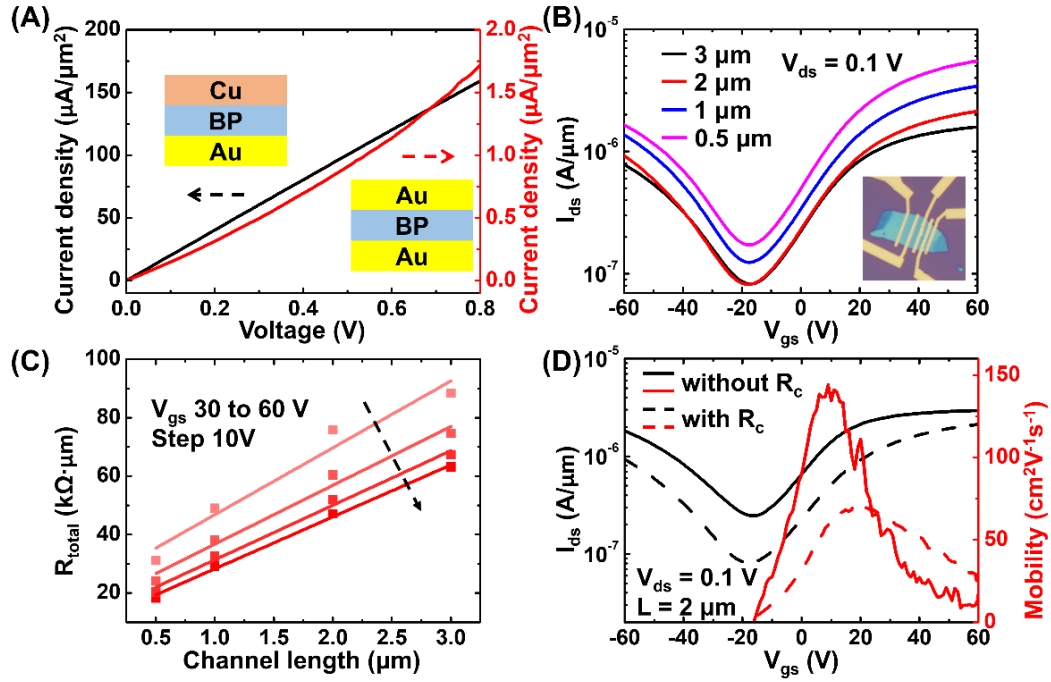 (A)
Current density (μA/μm²)
200
150
100
50
0
Cu
BP
Au
Au
BP
Au
2.0
1.5
1.0
0.5
0.0
Current density (μA/μm²)
0.0 0.2 0.4 0.6 0.8
Voltage (V)
(B)
I_ds (A/μm)
10⁻⁵
10⁻⁶
10⁻⁷
3 μm
2 μm
1 μm
0.5 μm
V_ds = 0.1 V
-60 -40 -20 0 20 40 60
V_gs (V)
(C)
R_total (kΩ·μm)
100
80
60
40
20
V_gs 30 to 60 V
Step 10V
0.5 1.0 1.5 2.0 2.5 3.0
Channel length (μm)
(D)
I_ds (A/μm)
10⁻⁵
10⁻⁶
10⁻⁷
without R_c
with R_c
V_ds = 0.1 V
L = 2 μm
150
100
50
0
Mobility (cm²V⁻¹s⁻¹)
-60 -40 -20 0 20 40 60
V_gs (V)